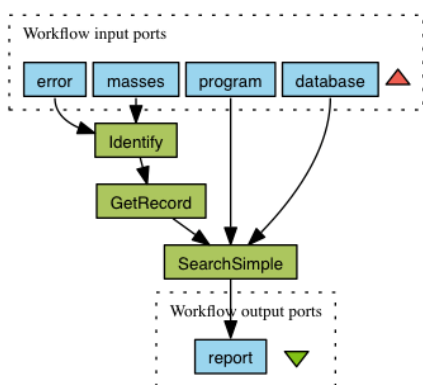 Workflow input ports
error masses program database
Identify
GetRecord
SearchSimple
Workflow output ports
report